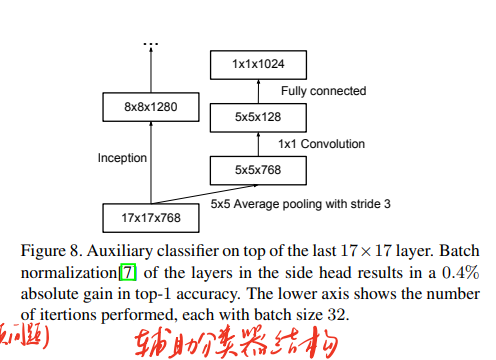 ...
1x1x1024
Fully connected
8x8x1280
5x5x128
1x1 Convolution
Inception
5x5x768
5x5 Average pooling with stride 3
17x17x768
Figure 8. Auxiliary classifier on top of the last 17×17 layer. Batch
normalization[7] of the layers in the side head results in a 0.4%
absolute gain in top-1 accuracy. The lower axis shows the number
of itertions performed, each with batch size 32.
问题)
辅助分类器结构